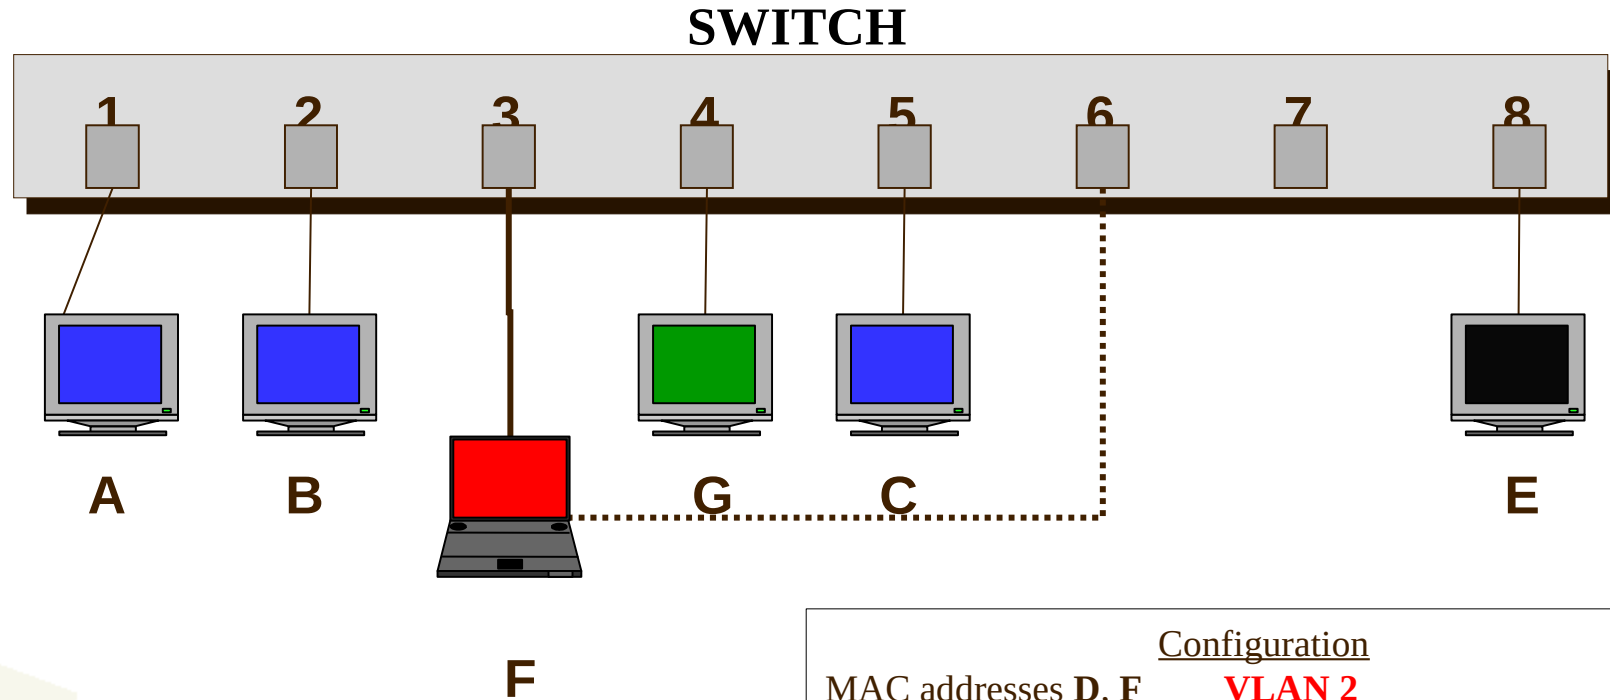 SWITCH
1 2 3 4 5 6 7 8
A B G C E
F
Configuration
MAC addresses D, F VLAN 2